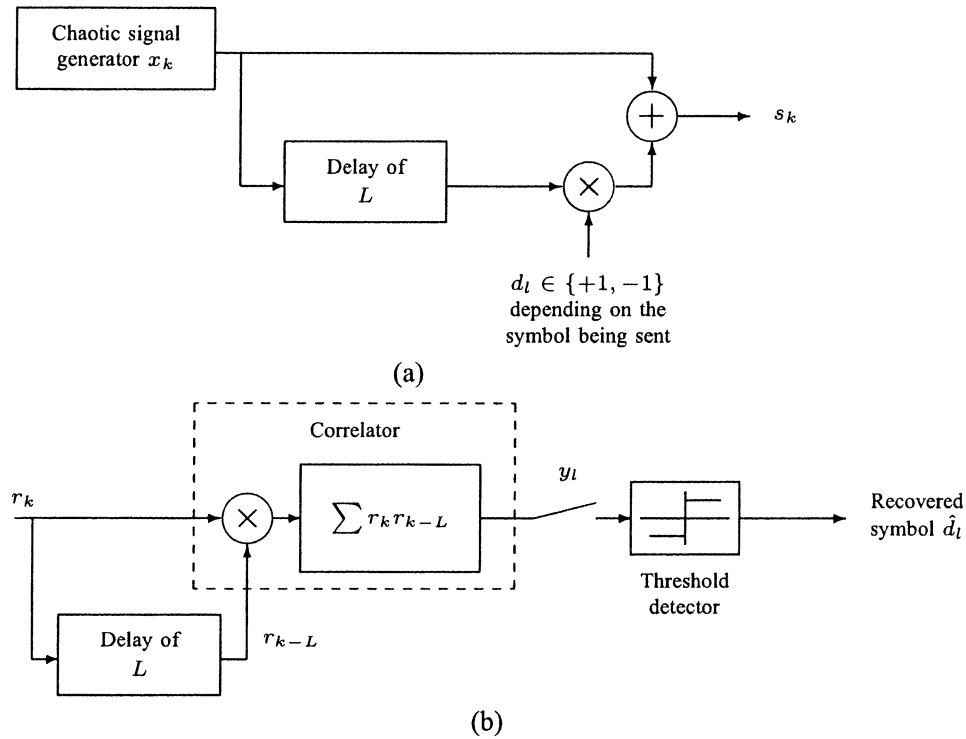 Chaotic signal
generator x_k
s_k
Delay of
L
d_l ∈ {+1, −1}
depending on the
symbol being sent
(a)
Correlator
r_k
∑ r_k r_{k−L}
y_l
Recovered
symbol \hat{d}_l
Threshold
detector
Delay of
L
r_{k−L}
(b)